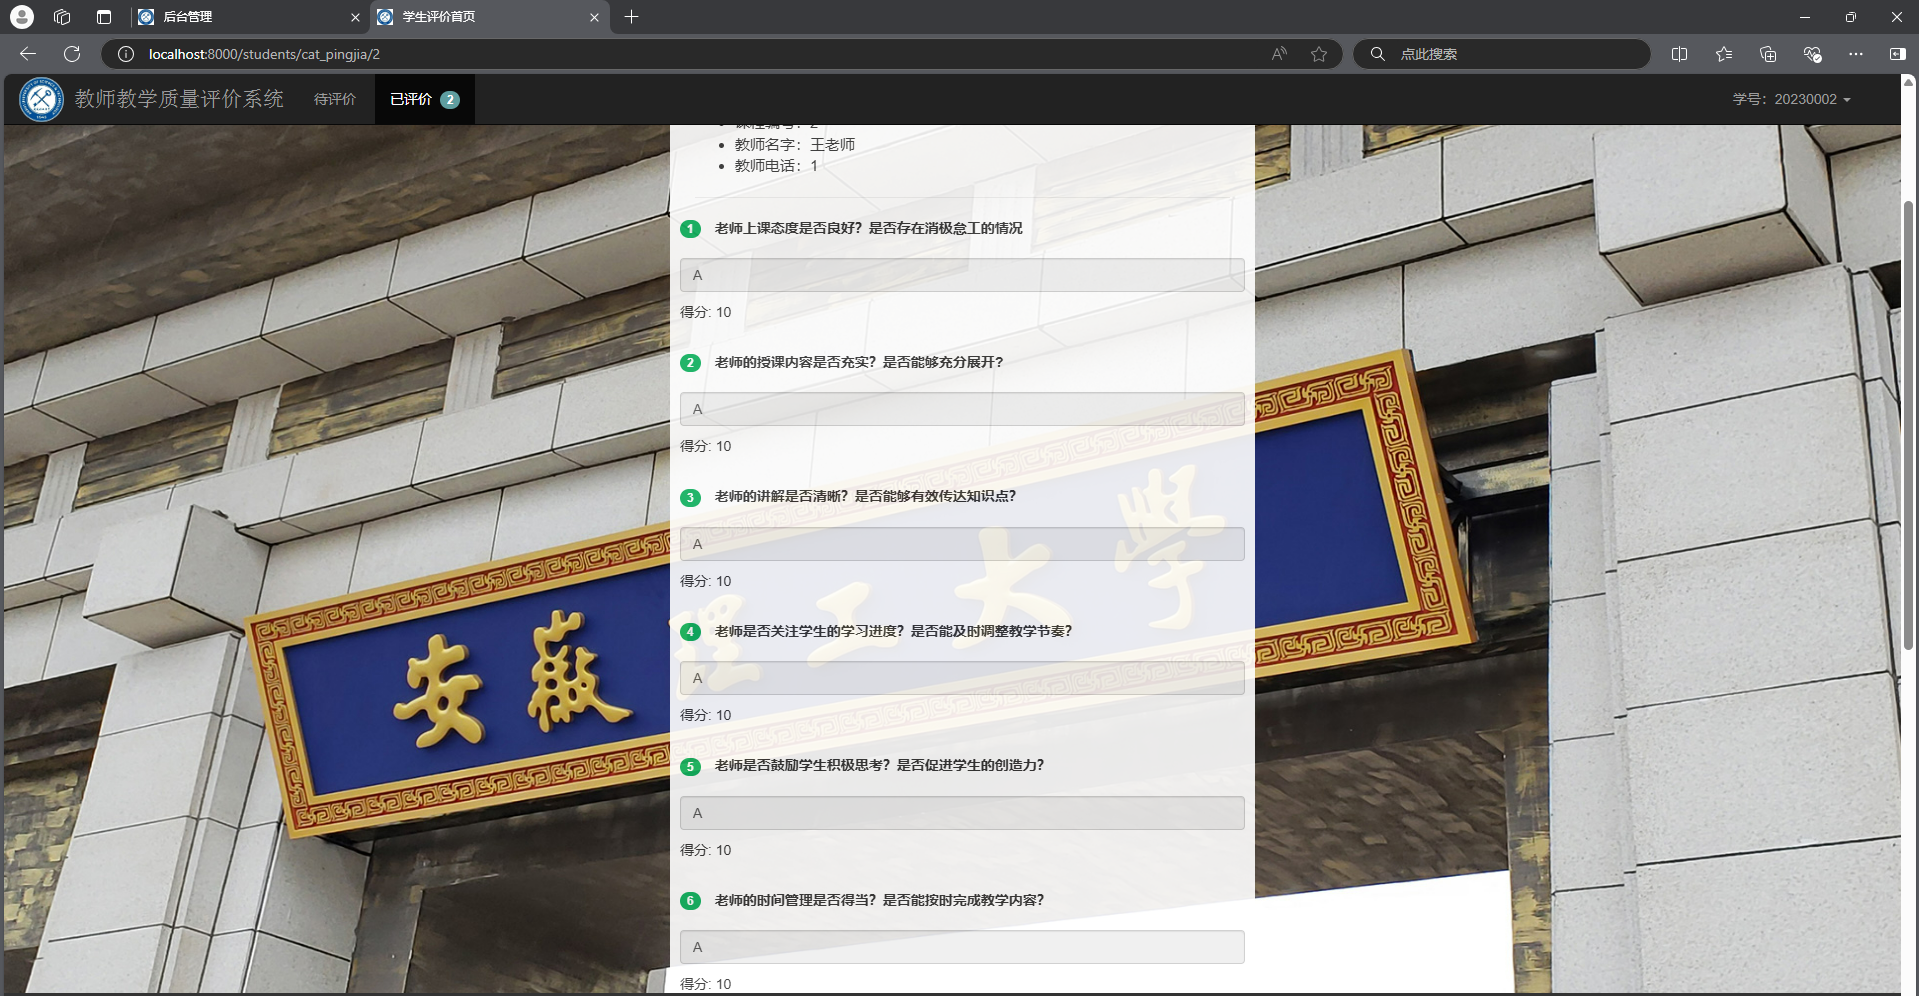 后台管理
学生评价首页
localhost:8000/students/cat_pingjia/2
点此搜索
教师教学质量评价系统
待评价
已评价 2
学号：20230002
课程编号：2
教师名字：王老师
教师电话：1
1 老师上课态度是否良好？是否存在消极怠工的情况
A
得分: 10
2 老师的授课内容是否充实？是否能够充分展开？
A
得分: 10
3 老师的讲解是否清晰？是否能够有效传达知识点？
A
得分: 10
4 老师是否关注学生的学习进度？是否能及时调整教学节奏？
A
得分: 10
5 老师是否鼓励学生积极思考？是否促进学生的创造力？
A
得分: 10
6 老师的时间管理是否得当？是否能按时完成教学内容？
A
得分: 10
安徽理工大学